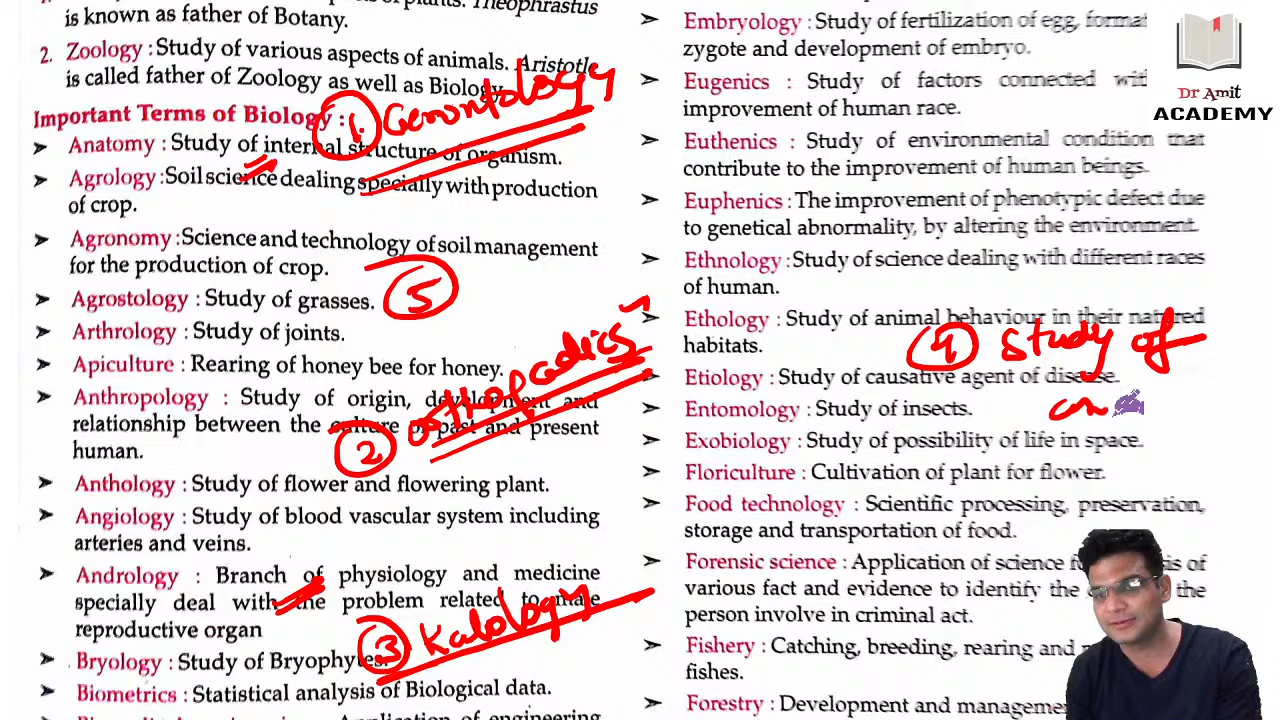 is known as father of Botany.
2. Zoology : Study of various aspects of animals. Aristotle
is called father of Zoology as well as Biology.
Important Terms of Biology :
➤ Anatomy : Study of internal structure of organism.
➤ Agrology : Soil science dealing specially with production
of crop.
➤ Agronomy : Science and technology of soil management
for the production of crop.
➤ Agrostology : Study of grasses.
➤ Arthrology : Study of joints.
➤ Apiculture : Rearing of honey bee for honey.
➤ Anthropology : Study of origin, development and
relationship between the culture of past and present
human.
➤ Anthology : Study of flower and flowering plant.
➤ Angiology : Study of blood vascular system including
arteries and veins.
➤ Andrology : Branch of physiology and medicine
specially deal with the problem related to male
reproductive organ
➤ Bryology : Study of Bryophytes.
➤ Biometrics : Statistical analysis of Biological data.
Application of engineering
1. Gerontology
5
2 Orthopadics
3 Kalology
➤ Embryology : Study of fertilization of egg,
zygote and development of embryo.
➤ Eugenics : Study of factors connected with
improvement of human race.
➤ Euthenics : Study of environmental condition that
contribute to the improvement of human beings.
➤ Euphenics : The improvement of phenotypic defect due
to genetical abnormality, by altering the environment.
➤ Ethnology : Study of science dealing with different races
of human.
➤ Ethology : Study of animal behaviour in their natured
habitats.
➤ Etiology : Study of causative agent of disease.
➤ Entomology : Study of insects.
➤ Exobiology : Study of possibility of life in space.
➤ Floriculture : Cultivation of plant for flower.
➤ Food technology : Scientific processing, preservation,
storage and transportation of food.
➤ Forensic science : Application of science
various fact and evidence to identify the the
person involve in criminal act.
➤ Fishery : Catching, breeding, rearing and
fishes.
➤ Forestry : Development and
4 Study of
Dr Amit
ACADEMY